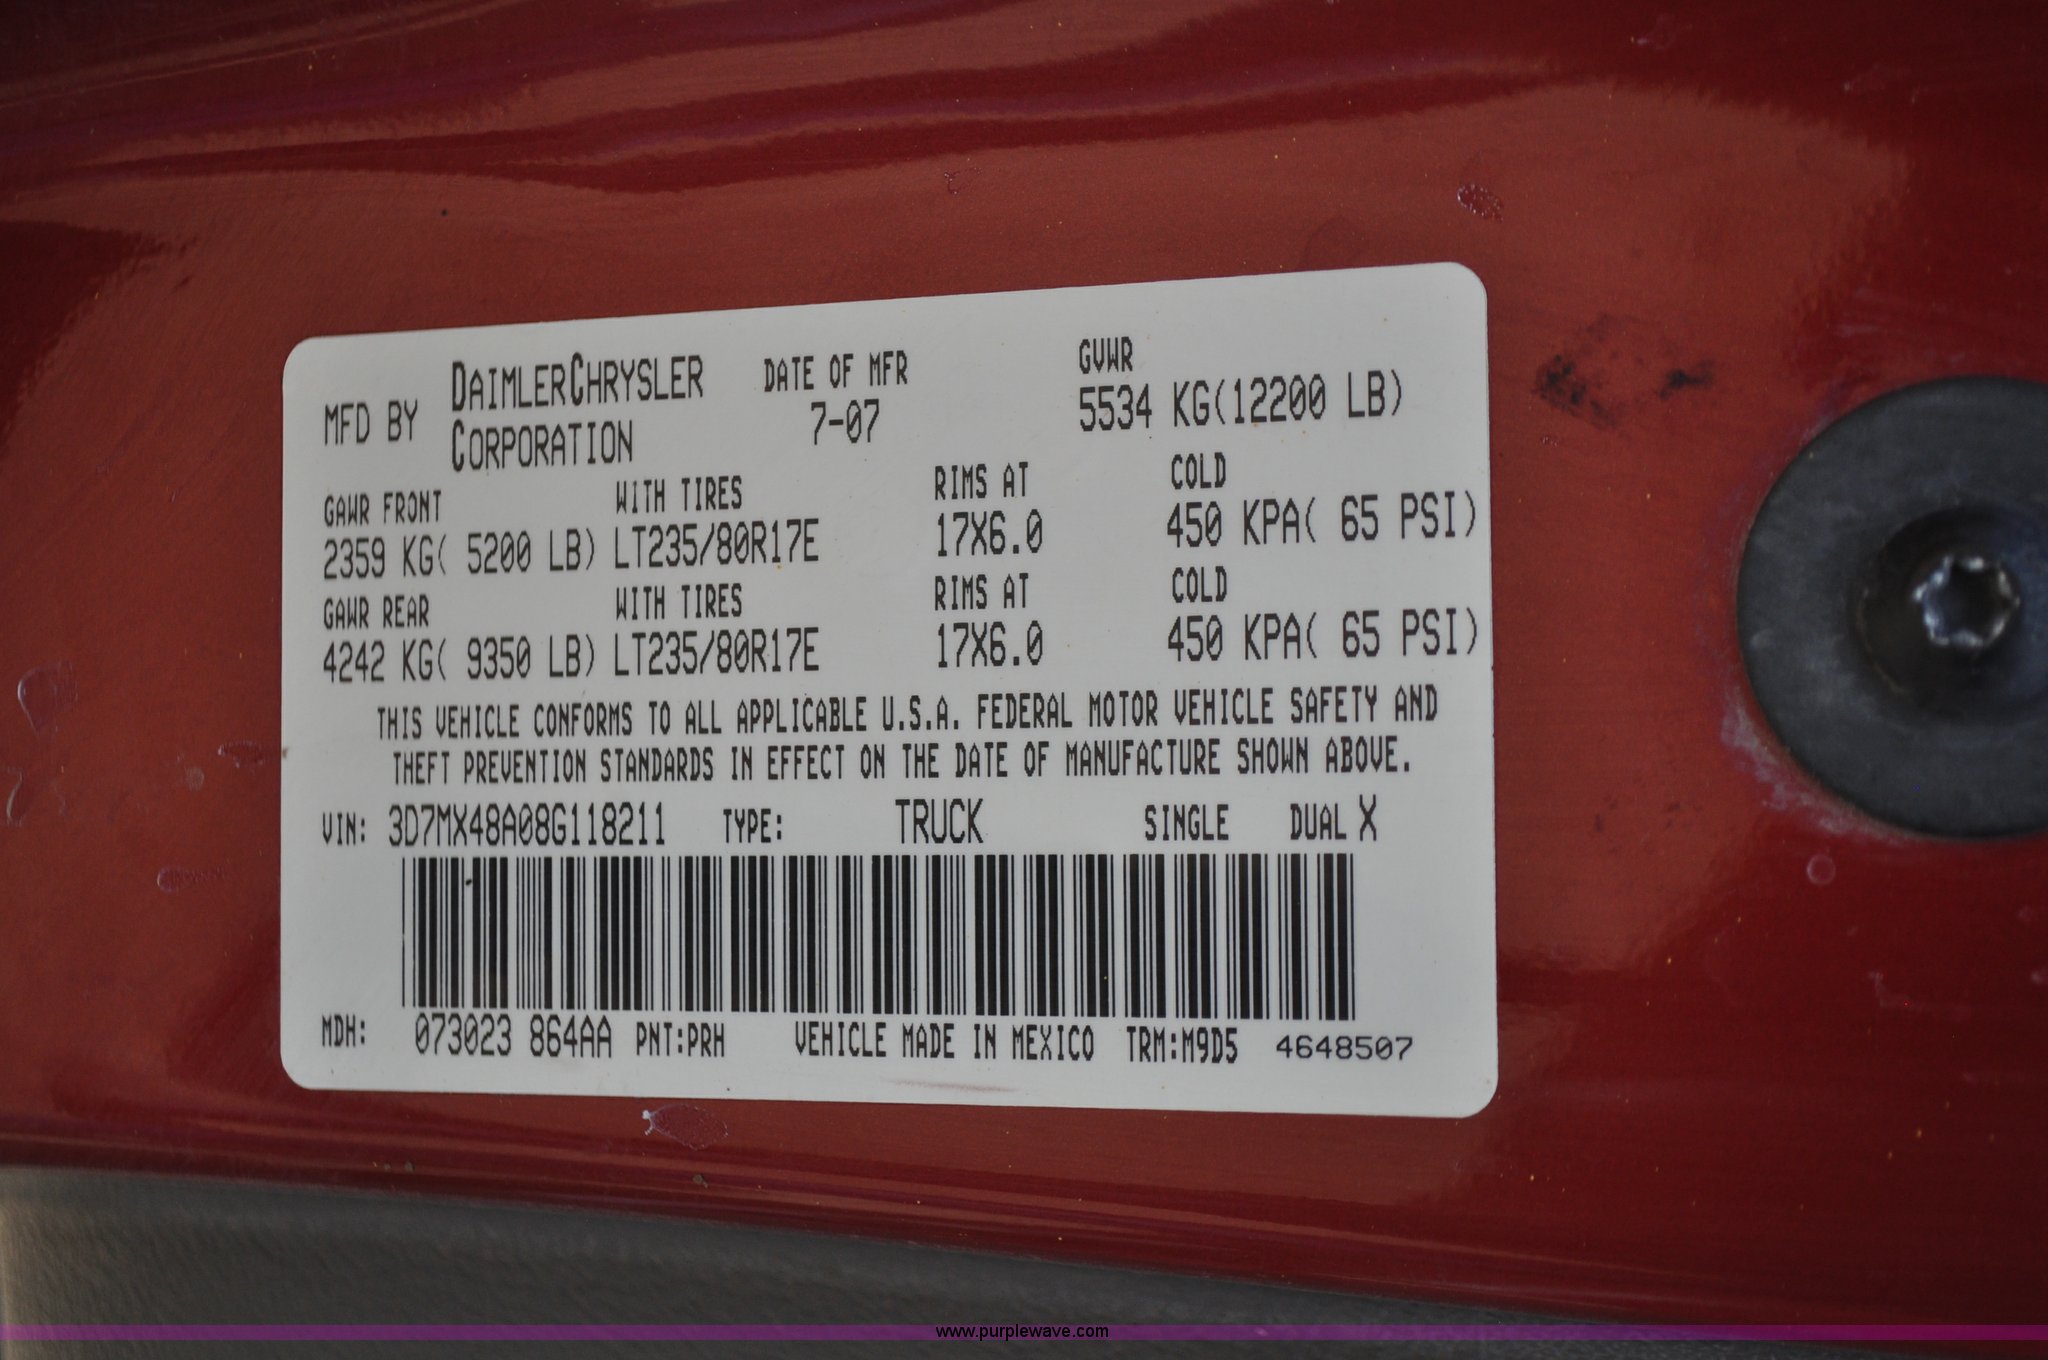 MFD BY DAIMLERCHRYSLER CORPORATION
DATE OF MFR
7-07
GVWR
5534 KG(12200 LB)
GAWR FRONT WITH TIRES RIMS AT COLD
2359 KG( 5200 LB) LT235/80R17E 17X6.0 450 KPA( 65 PSI)
GAWR REAR WITH TIRES RIMS AT COLD
4242 KG( 9350 LB) LT235/80R17E 17X6.0 450 KPA( 65 PSI)
THIS VEHICLE CONFORMS TO ALL APPLICABLE U.S.A. FEDERAL MOTOR VEHICLE SAFETY AND
THEFT PREVENTION STANDARDS IN EFFECT ON THE DATE OF MANUFACTURE SHOWN ABOVE.
VIN: 3D7MX48A08G118211 TYPE: TRUCK SINGLE DUAL X
MDH: 073023 864AA PNT:PRH VEHICLE MADE IN MEXICO TRM:M9D5 4648507
www.purplewave.com